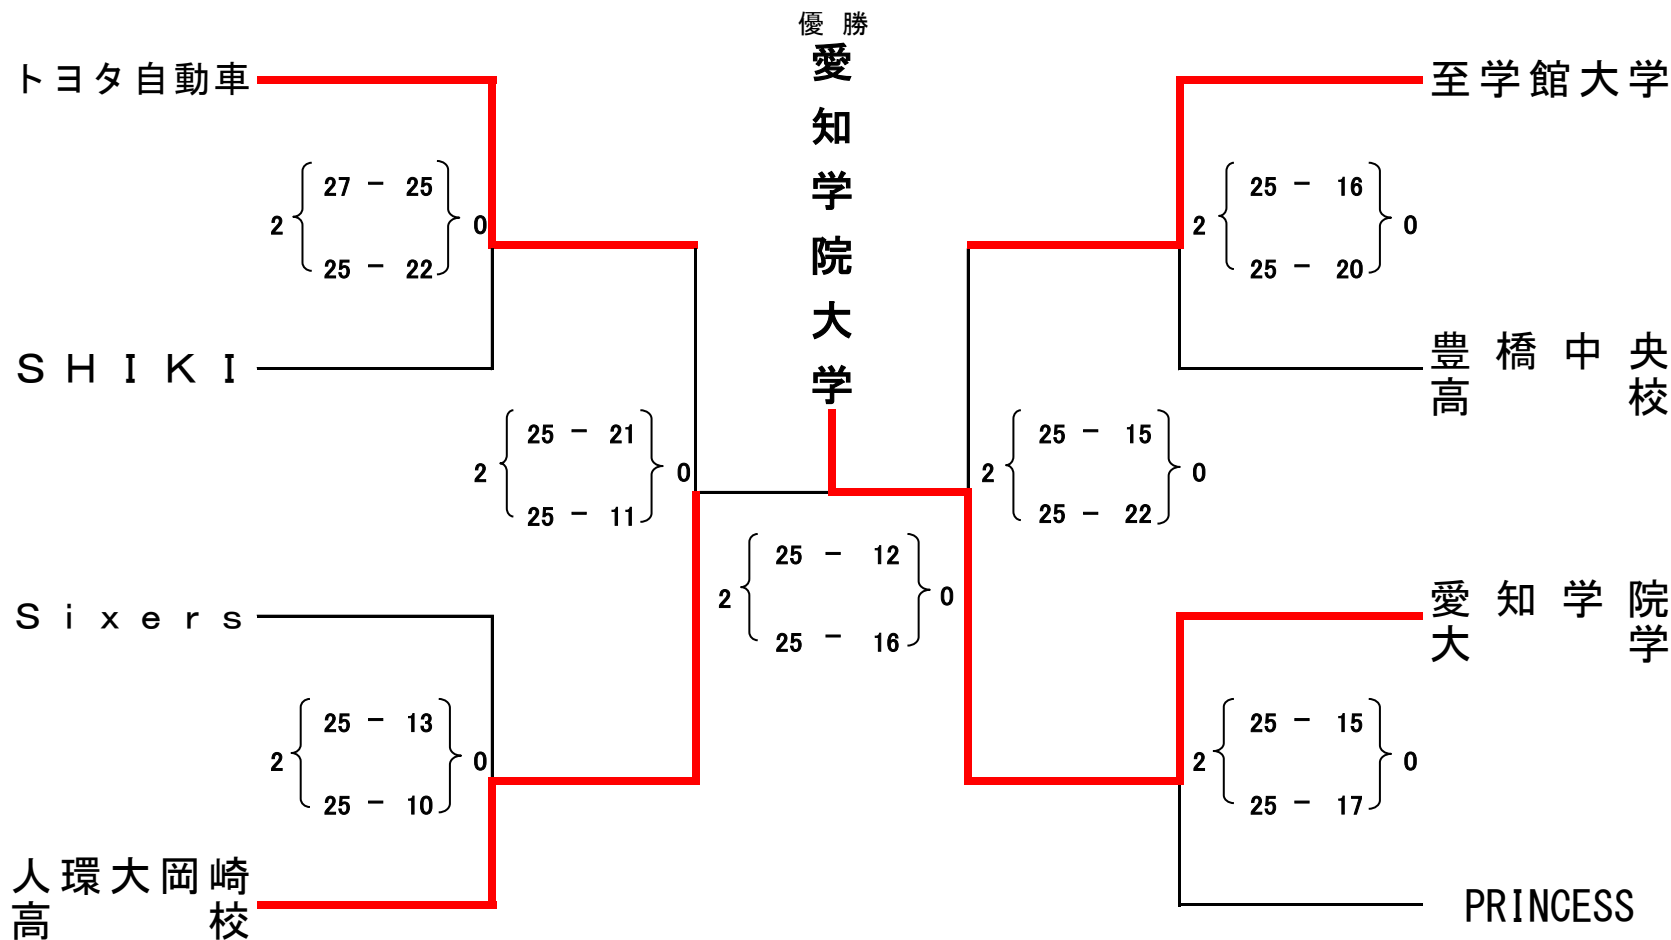 優 勝
愛知学院大学
トヨタ自動車
27 － 25
2 0
25 － 22
ＳＨＩＫＩ
25 － 21
2 0
25 － 11
Ｓｉｘｅｒｓ
25 － 13
2 0
25 － 10
人環大岡崎
高校
25 － 12
2 0
25 － 16
至学館大学
25 － 16
2 0
25 － 20
豊橋中央
高校
25 － 15
2 0
25 － 22
愛知学院
大学
25 － 15
2 0
25 － 17
PRINCESS